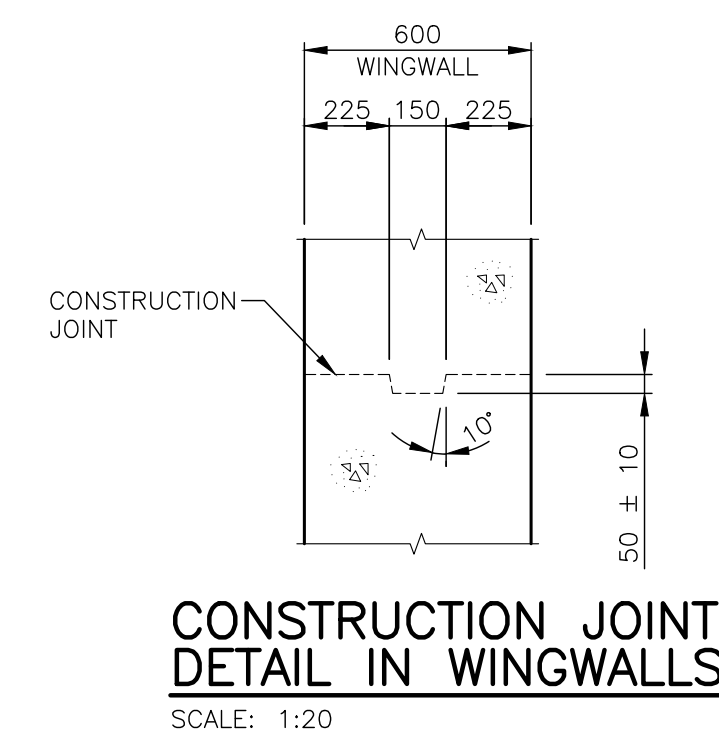 600
WINGWALL
225 150 225
CONSTRUCTION
JOINT
10°
50 ± 10
CONSTRUCTION JOINT
DETAIL IN WINGWALLS
SCALE: 1:20